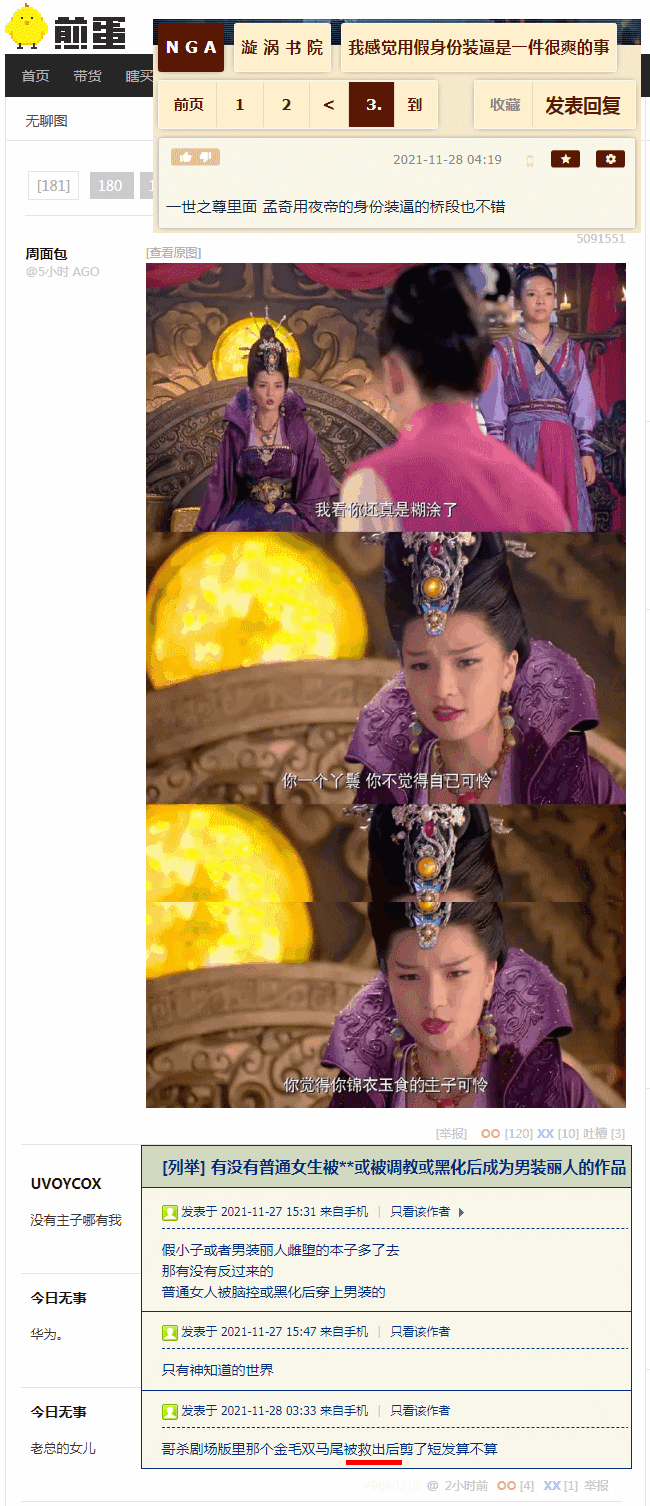 煎蛋
NGA
漩涡书院
我感觉用假身份装逼是一件很爽的事
首页 带货 瞎买
前页 1 2 < 3. 到
收藏 发表回复
无聊图
2021-11-28 04:19
[181] 180
一世之尊里面 孟奇用夜帝的身份装逼的桥段也不错
5091551
周面包
@5小时 AGO
[查看原图]
我看你还真是糊涂了
你一个丫鬟 你不觉得自己可怜
你觉得你锦衣玉食的主子可怜
[举报] OO [120] XX [10] 吐槽 [3]
[列举] 有没有普通女生被**或被调教或黑化后成为男装丽人的作品
UVOYCOX
没有主子哪有我
发表于 2021-11-27 15:31 来自手机 | 只看该作者
假小子或者男装丽人雌堕的本子多了去
那有没有反过来的
普通女人被脑控或黑化后穿上男装的
今日无事
华为。
发表于 2021-11-27 15:47 来自手机 | 只看该作者
只有神知道的世界
今日无事
老总的女儿
发表于 2021-11-28 03:33 来自手机 | 只看该作者
哥杀剧场版里那个金毛双马尾被救出后剪了短发算不算
@ 2小时前 OO [4] XX [1] 举报